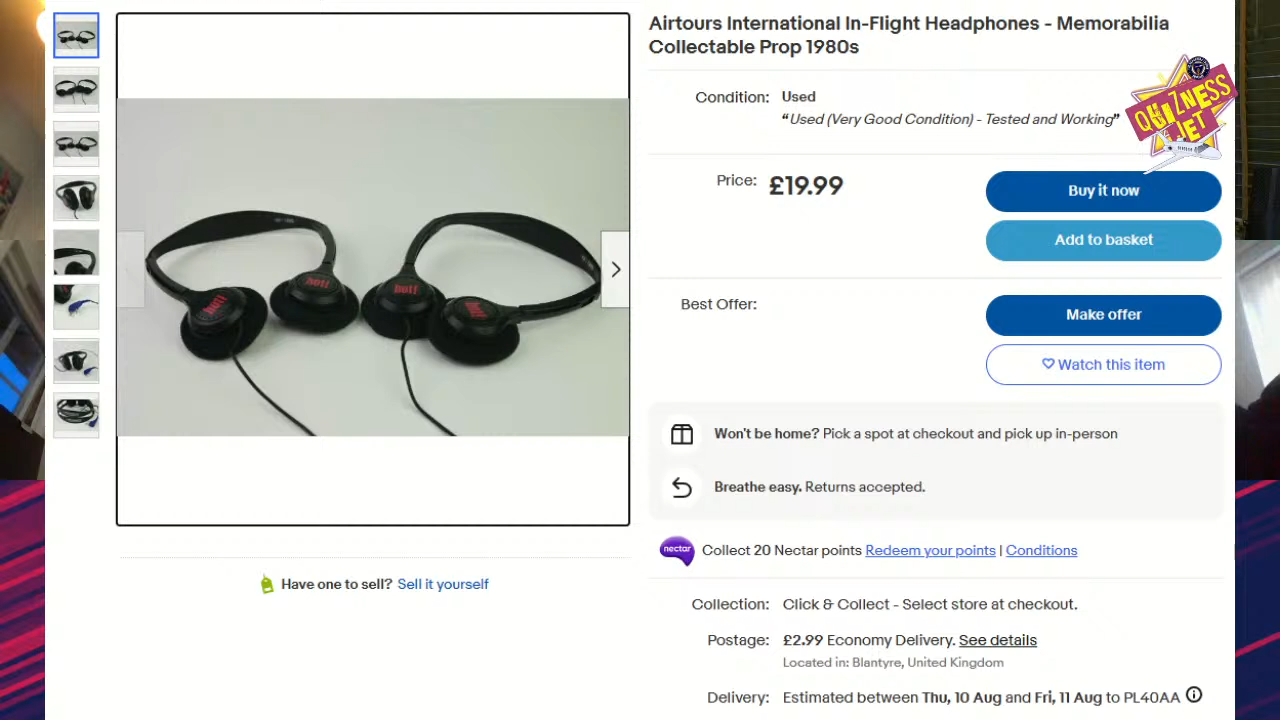 Airtours International In-Flight Headphones - Memorabilia
Collectable Prop 1980s
Condition: Used
“Used (Very Good Condition) - Tested and Working”
QUIZNESS
JET
Price: £19.99
Buy it now
Add to basket
Best Offer:
Make offer
Watch this item
Won't be home? Pick a spot at checkout and pick up in-person
Breathe easy. Returns accepted.
nectar Collect 20 Nectar points Redeem your points | Conditions
Have one to sell? Sell it yourself
Collection: Click & Collect - Select store at checkout.
Postage: £2.99 Economy Delivery. See details
Located in: Blantyre, United Kingdom
Delivery: Estimated between Thu, 10 Aug and Fri, 11 Aug to PL40AA